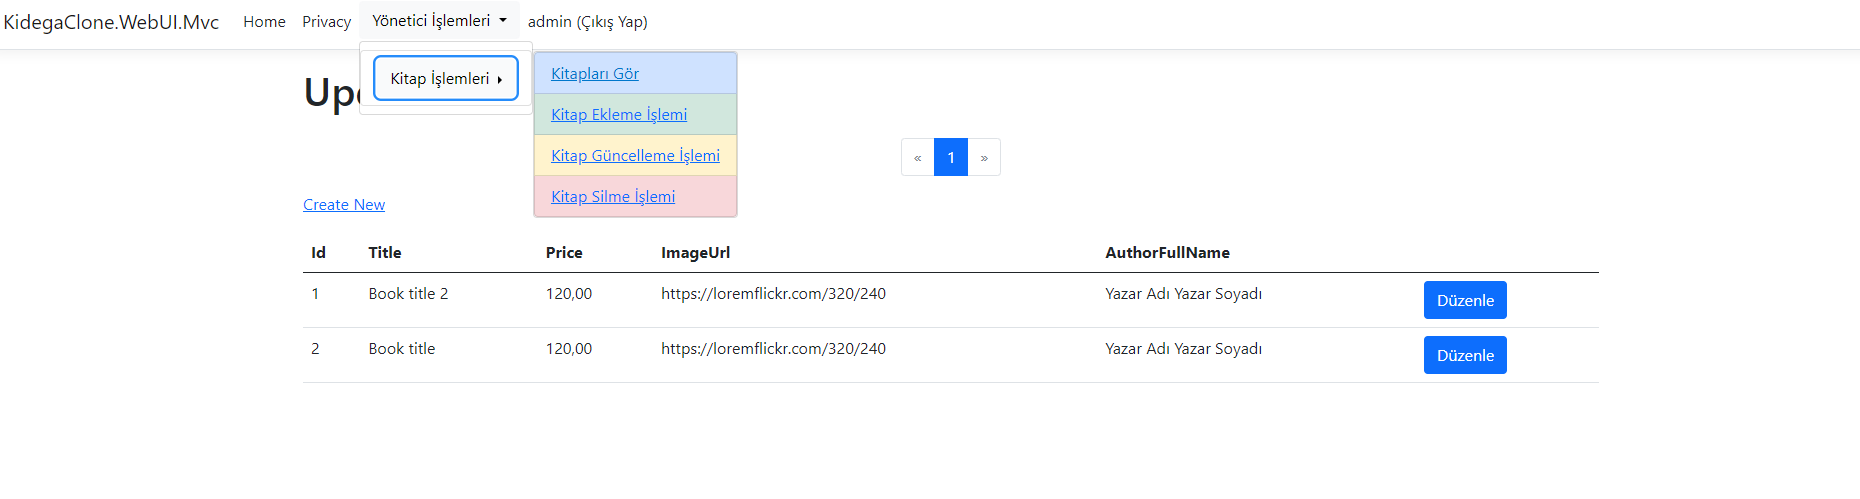 KidegaClone.WebUI.Mvc Home Privacy Yönetici İşlemleri admin (Çıkış Yap)
Kitap İşlemleri
Kitapları Gör
Kitap Ekleme İşlemi
Kitap Güncelleme İşlemi
Kitap Silme İşlemi
« 1 »
Create New
Id Title Price ImageUrl AuthorFullName
1 Book title 2 120,00 https://loremflickr.com/320/240 Yazar Adı Yazar Soyadı Düzenle
2 Book title 120,00 https://loremflickr.com/320/240 Yazar Adı Yazar Soyadı Düzenle